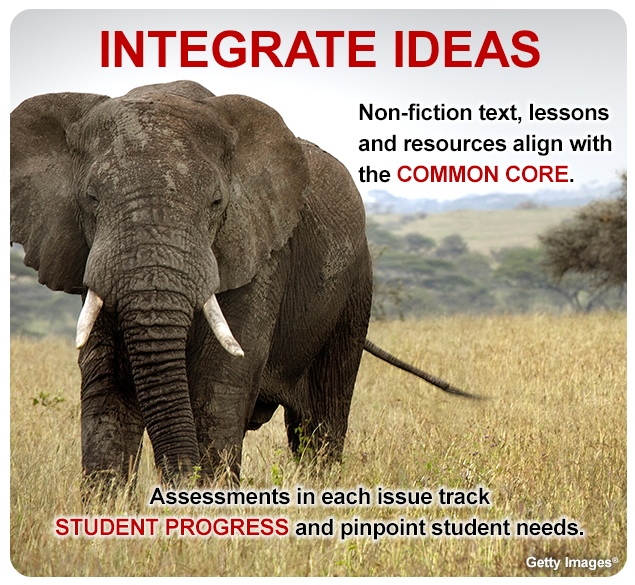 INTEGRATE IDEAS
Non-fiction text, lessons
and resources align with
the COMMON CORE.
Assessments in each issue track
STUDENT PROGRESS and pinpoint student needs.
Getty Images®